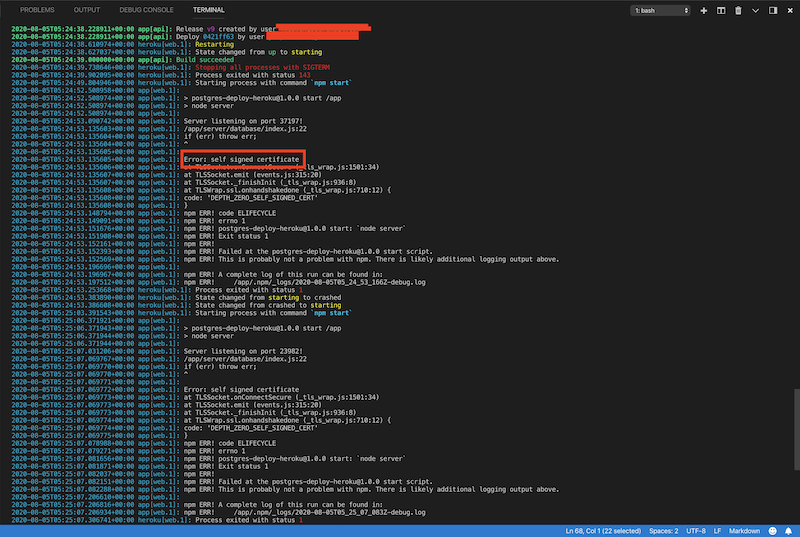 PROBLEMS OUTPUT DEBUG CONSOLE TERMINAL 1: bash
2020-08-05T05:24:38.228911+00:00 app[api]: Release v9 created by user
2020-08-05T05:24:38.228911+00:00 app[api]: Deploy 0421ff63 by user
2020-08-05T05:24:38.610974+00:00 heroku[web.1]: Restarting
2020-08-05T05:24:38.627037+00:00 heroku[web.1]: State changed from up to starting
2020-08-05T05:24:39.000000+00:00 app[api]: Build succeeded
2020-08-05T05:24:39.738646+00:00 heroku[web.1]: Stopping all processes with SIGTERM
2020-08-05T05:24:39.902095+00:00 heroku[web.1]: Process exited with status 143
2020-08-05T05:24:49.804946+00:00 heroku[web.1]: Starting process with command `npm start`
2020-08-05T05:24:52.508950+00:00 app[web.1]:
2020-08-05T05:24:52.508974+00:00 app[web.1]: > postgres-deploy-heroku@1.0.0 start /app
2020-08-05T05:24:52.508974+00:00 app[web.1]: > node server
2020-08-05T05:24:52.508974+00:00 app[web.1]:
2020-08-05T05:24:53.090742+00:00 app[web.1]: Server listening on port 37197!
2020-08-05T05:24:53.135603+00:00 app[web.1]: /app/server/database/index.js:22
2020-08-05T05:24:53.135604+00:00 app[web.1]: if (err) throw err;
2020-08-05T05:24:53.135604+00:00 app[web.1]: ^
2020-08-05T05:24:53.135605+00:00 app[web.1]:
2020-08-05T05:24:53.135605+00:00 app[web.1]: Error: self signed certificate
2020-08-05T05:24:53.135606+00:00 app[web.1]: at TLSSocket.onConnectSecure (_tls_wrap.js:1501:34)
2020-08-05T05:24:53.135607+00:00 app[web.1]: at TLSSocket.emit (events.js:315:20)
2020-08-05T05:24:53.135607+00:00 app[web.1]: at TLSSocket._finishInit (_tls_wrap.js:936:8)
2020-08-05T05:24:53.135608+00:00 app[web.1]: at TLSWrap.ssl.onhandshakedone (_tls_wrap.js:710:12) {
2020-08-05T05:24:53.135608+00:00 app[web.1]: code: 'DEPTH_ZERO_SELF_SIGNED_CERT'
2020-08-05T05:24:53.135609+00:00 app[web.1]: }
2020-08-05T05:24:53.148794+00:00 app[web.1]: npm ERR! code ELIFECYCLE
2020-08-05T05:24:53.149091+00:00 app[web.1]: npm ERR! errno 1
2020-08-05T05:24:53.151676+00:00 app[web.1]: npm ERR! postgres-deploy-heroku@1.0.0 start: `node server`
2020-08-05T05:24:53.151908+00:00 app[web.1]: npm ERR! Exit status 1
2020-08-05T05:24:53.152161+00:00 app[web.1]: npm ERR!
2020-08-05T05:24:53.152393+00:00 app[web.1]: npm ERR! Failed at the postgres-deploy-heroku@1.0.0 start script.
2020-08-05T05:24:53.152569+00:00 app[web.1]: npm ERR! This is probably not a problem with npm. There is likely additional logging output above.
2020-08-05T05:24:53.196696+00:00 app[web.1]:
2020-08-05T05:24:53.196967+00:00 app[web.1]: npm ERR! A complete log of this run can be found in:
2020-08-05T05:24:53.197512+00:00 app[web.1]: npm ERR! /app/.npm/_logs/2020-08-05T05_24_53_166Z-debug.log
2020-08-05T05:24:53.253668+00:00 heroku[web.1]: Process exited with status 1
2020-08-05T05:24:53.383890+00:00 heroku[web.1]: State changed from starting to crashed
2020-08-05T05:24:53.386608+00:00 heroku[web.1]: State changed from crashed to starting
2020-08-05T05:25:03.391543+00:00 heroku[web.1]: Starting process with command `npm start`
2020-08-05T05:25:06.371921+00:00 app[web.1]:
2020-08-05T05:25:06.371943+00:00 app[web.1]: > postgres-deploy-heroku@1.0.0 start /app
2020-08-05T05:25:06.371944+00:00 app[web.1]: > node server
2020-08-05T05:25:06.371944+00:00 app[web.1]:
2020-08-05T05:25:07.031206+00:00 app[web.1]: Server listening on port 23982!
2020-08-05T05:25:07.069767+00:00 app[web.1]: /app/server/database/index.js:22
2020-08-05T05:25:07.069770+00:00 app[web.1]: if (err) throw err;
2020-08-05T05:25:07.069771+00:00 app[web.1]: ^
2020-08-05T05:25:07.069771+00:00 app[web.1]:
2020-08-05T05:25:07.069772+00:00 app[web.1]: Error: self signed certificate
2020-08-05T05:25:07.069773+00:00 app[web.1]: at TLSSocket.onConnectSecure (_tls_wrap.js:1501:34)
2020-08-05T05:25:07.069773+00:00 app[web.1]: at TLSSocket.emit (events.js:315:20)
2020-08-05T05:25:07.069773+00:00 app[web.1]: at TLSSocket._finishInit (_tls_wrap.js:936:8)
2020-08-05T05:25:07.069774+00:00 app[web.1]: at TLSWrap.ssl.onhandshakedone (_tls_wrap.js:710:12) {
2020-08-05T05:25:07.069774+00:00 app[web.1]: code: 'DEPTH_ZERO_SELF_SIGNED_CERT'
2020-08-05T05:25:07.069775+00:00 app[web.1]: }
2020-08-05T05:25:07.078988+00:00 app[web.1]: npm ERR! code ELIFECYCLE
2020-08-05T05:25:07.079271+00:00 app[web.1]: npm ERR! errno 1
2020-08-05T05:25:07.081656+00:00 app[web.1]: npm ERR! postgres-deploy-heroku@1.0.0 start: `node server`
2020-08-05T05:25:07.081871+00:00 app[web.1]: npm ERR! Exit status 1
2020-08-05T05:25:07.082037+00:00 app[web.1]: npm ERR!
2020-08-05T05:25:07.082151+00:00 app[web.1]: npm ERR! Failed at the postgres-deploy-heroku@1.0.0 start script.
2020-08-05T05:25:07.082288+00:00 app[web.1]: npm ERR! This is probably not a problem with npm. There is likely additional logging output above.
2020-08-05T05:25:07.206610+00:00 app[web.1]:
2020-08-05T05:25:07.206816+00:00 app[web.1]: npm ERR! A complete log of this run can be found in:
2020-08-05T05:25:07.206934+00:00 app[web.1]: npm ERR! /app/.npm/_logs/2020-08-05T05_25_07_083Z-debug.log
2020-08-05T05:25:07.306741+00:00 heroku[web.1]: Process exited with status 1
Ln 68, Col 1 (22 selected) Spaces: 2 UTF-8 LF Markdown